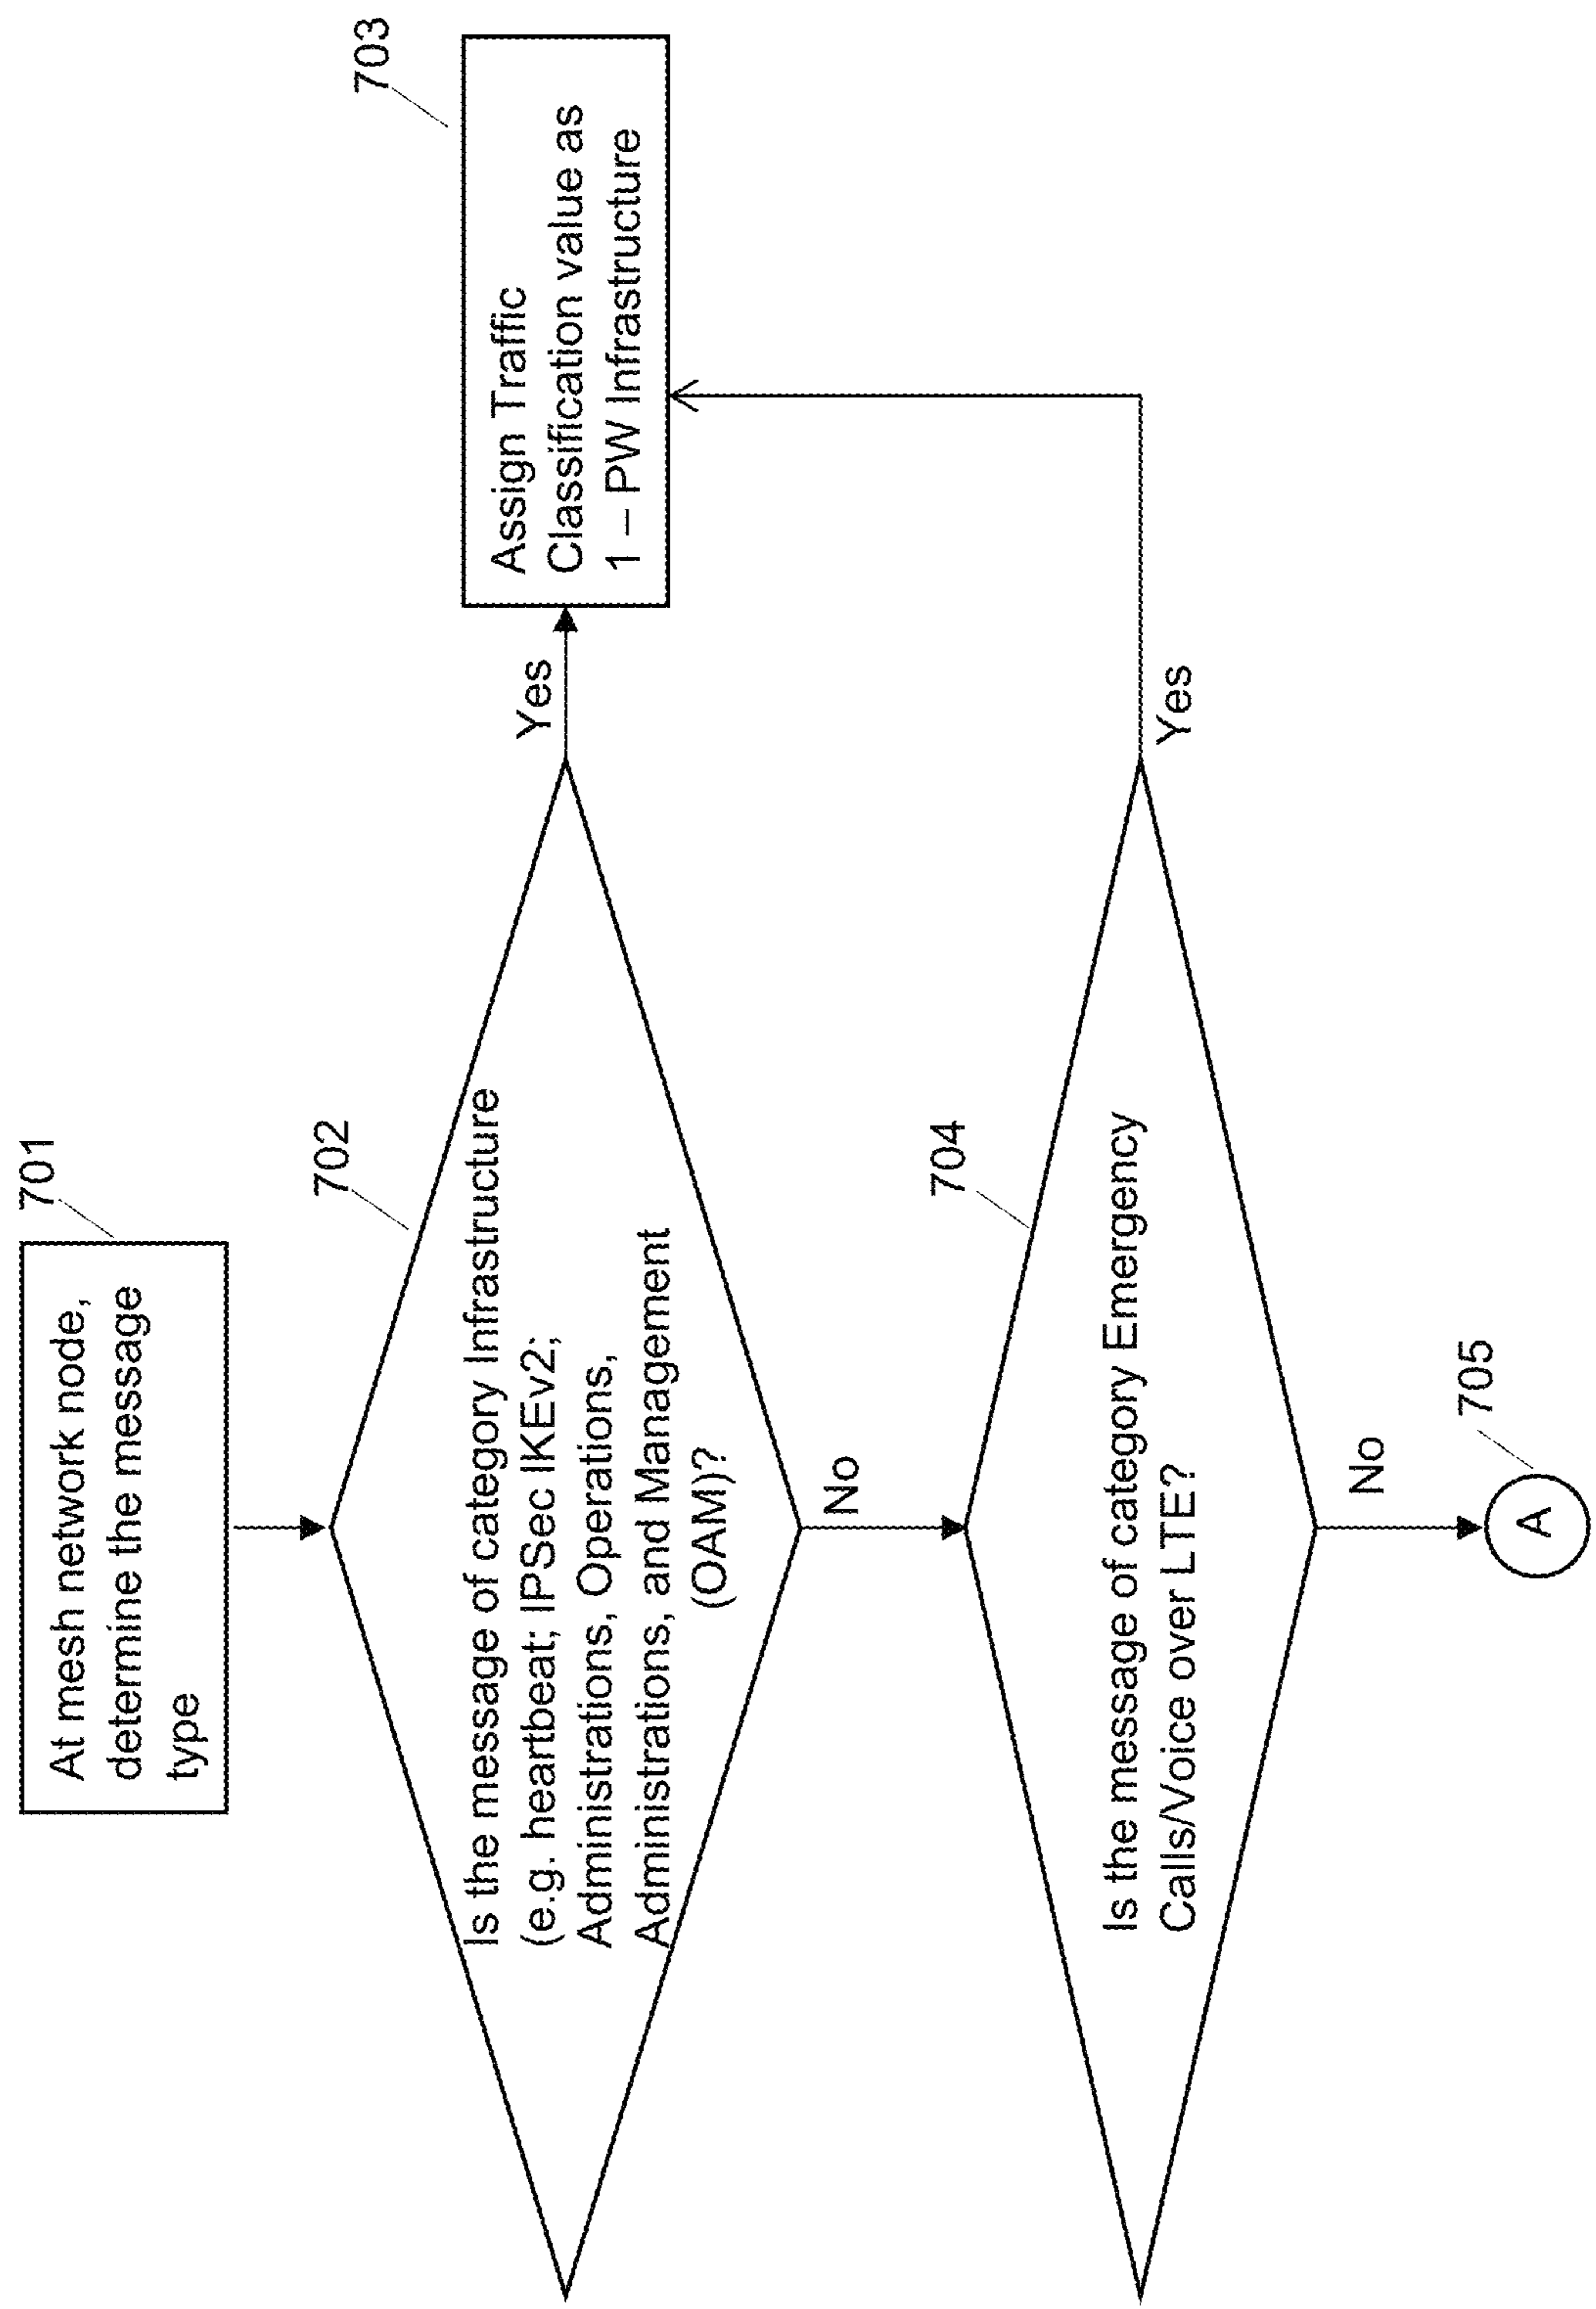 701
At mesh network node,
determine the message
type
702
Is the message of category Infrastructure
(e.g. heartbeat; IPSec IKEv2;
Administrations, Operations,
Administrations, and Management
(OAM)?
Yes
703
Assign Traffic
Classification value as
1 – PW Infrastructure
No
704
Is the message of category Emergency
Calls/Voice over LTE?
Yes
No
705
A